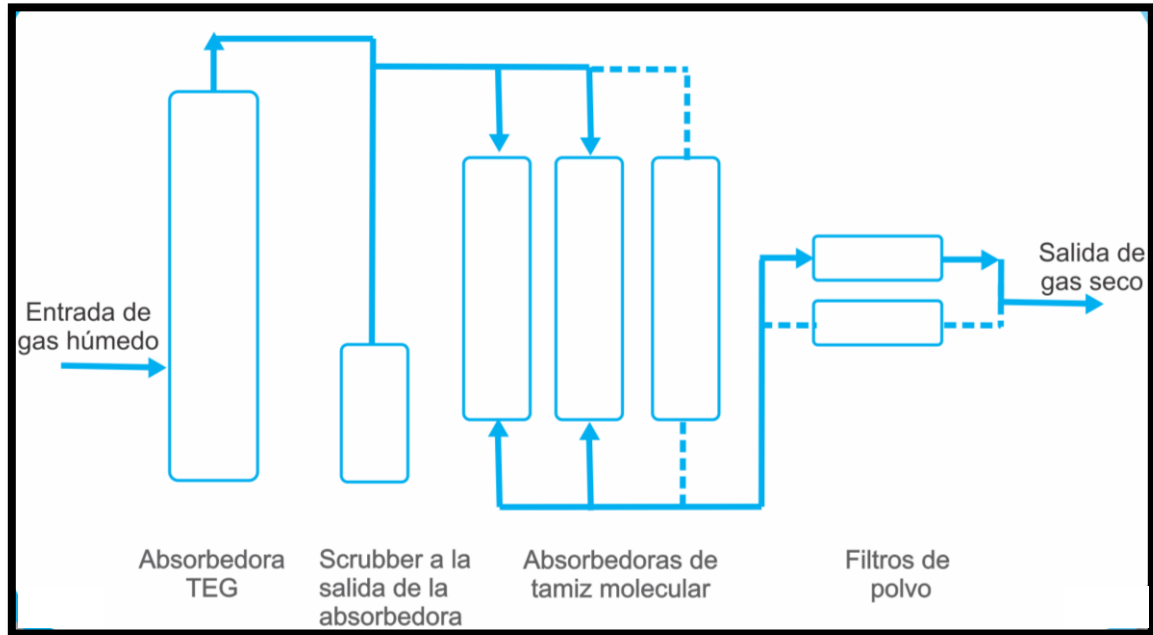 Entrada de
gas húmedo
Salida de
gas seco
Absorbedora
TEG
Scrubber a la
salida de la
absorbedora
Absorbedoras de
tamiz molecular
Filtros de
polvo